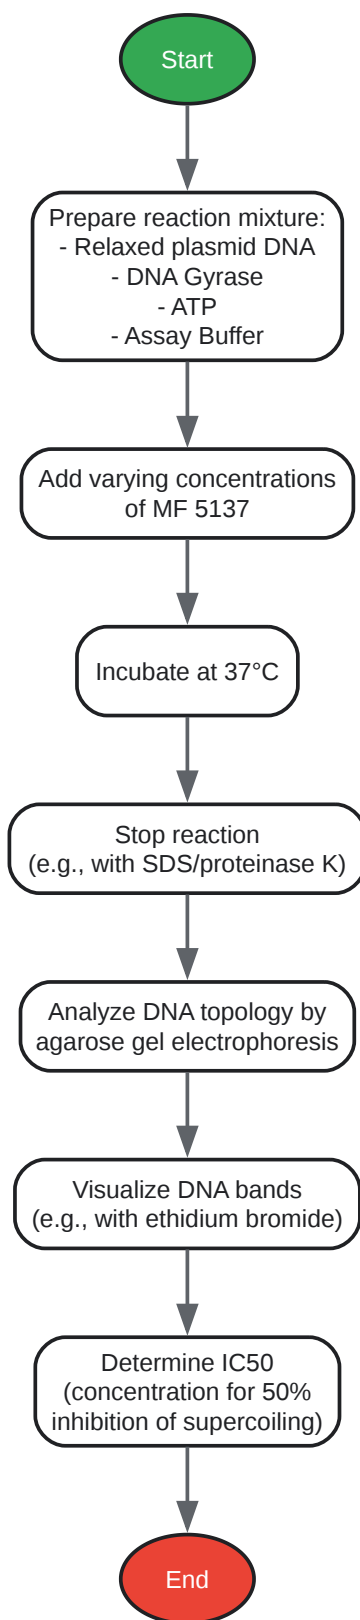 Start
Prepare reaction mixture:
- Relaxed plasmid DNA
- DNA Gyrase
- ATP
- Assay Buffer
Add varying concentrations
of MF 5137
Incubate at 37°C
Stop reaction
(e.g., with SDS/proteinase K)
Analyze DNA topology by
agarose gel electrophoresis
Visualize DNA bands
(e.g., with ethidium bromide)
Determine IC50
(concentration for 50%
inhibition of supercoiling)
End